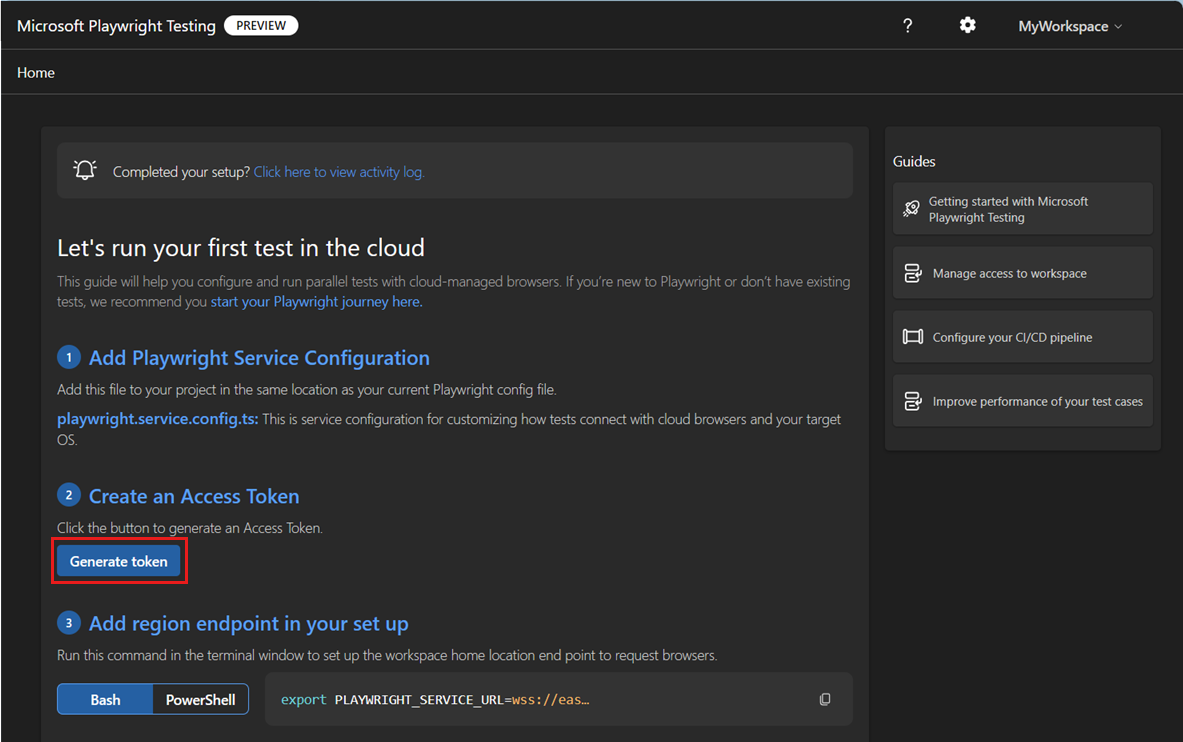 Microsoft Playwright Testing PREVIEW ? MyWorkspace
Home
Completed your setup? Click here to view activity log.
Let's run your first test in the cloud
This guide will help you configure and run parallel tests with cloud-managed browsers. If you're new to Playwright or don't have existing
tests, we recommend you start your Playwright journey here.
1 Add Playwright Service Configuration
Add this file to your project in the same location as your current Playwright config file.
playwright.service.config.ts: This is service configuration for customizing how tests connect with cloud browsers and your target
OS.
2 Create an Access Token
Click the button to generate an Access Token.
Generate token
3 Add region endpoint in your set up
Run this command in the terminal window to set up the workspace home location end point to request browsers.
Bash PowerShell export PLAYWRIGHT_SERVICE_URL=wss://eas…
Guides
Getting started with Microsoft
Playwright Testing
Manage access to workspace
Configure your CI/CD pipeline
Improve performance of your test cases